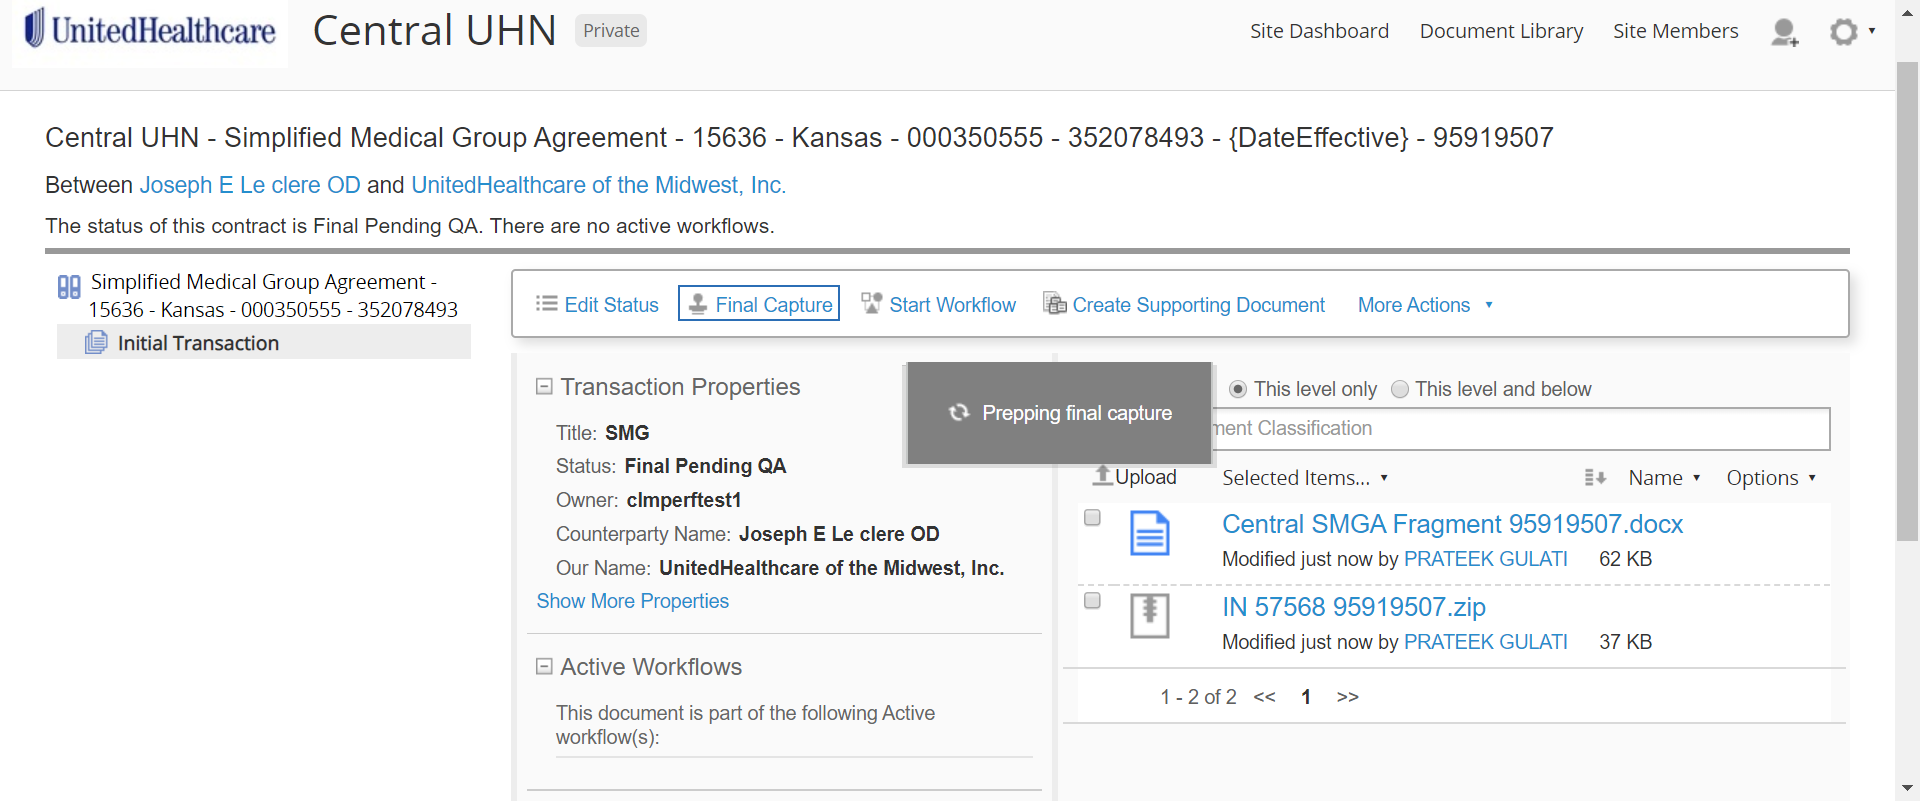 UnitedHealthcare
Central UHN
Private
Site Dashboard
Document Library
Site Members
Central UHN - Simplified Medical Group Agreement - 15636 - Kansas - 000350555 - 352078493 - {DateEffective} - 95919507
Between Joseph E Le clere OD and UnitedHealthcare of the Midwest, Inc.
The status of this contract is Final Pending QA. There are no active workflows.
Simplified Medical Group Agreement -
15636 - Kansas - 000350555 - 352078493
Initial Transaction
Edit Status
Final Capture
Start Workflow
Create Supporting Document
More Actions
Transaction Properties
Title: SMG
Status: Final Pending QA
Owner: clmperftest1
Counterparty Name: Joseph E Le clere OD
Our Name: UnitedHealthcare of the Midwest, Inc.
Show More Properties
Active Workflows
This document is part of the following Active
workflow(s):
Prepping final capture
This level only
This level and below
ment Classification
Upload
Selected Items...
Name
Options
Central SMGA Fragment 95919507.docx
Modified just now by PRATEEK GULATI 62 KB
IN 57568 95919507.zip
Modified just now by PRATEEK GULATI 37 KB
1 - 2 of 2 << 1 >>